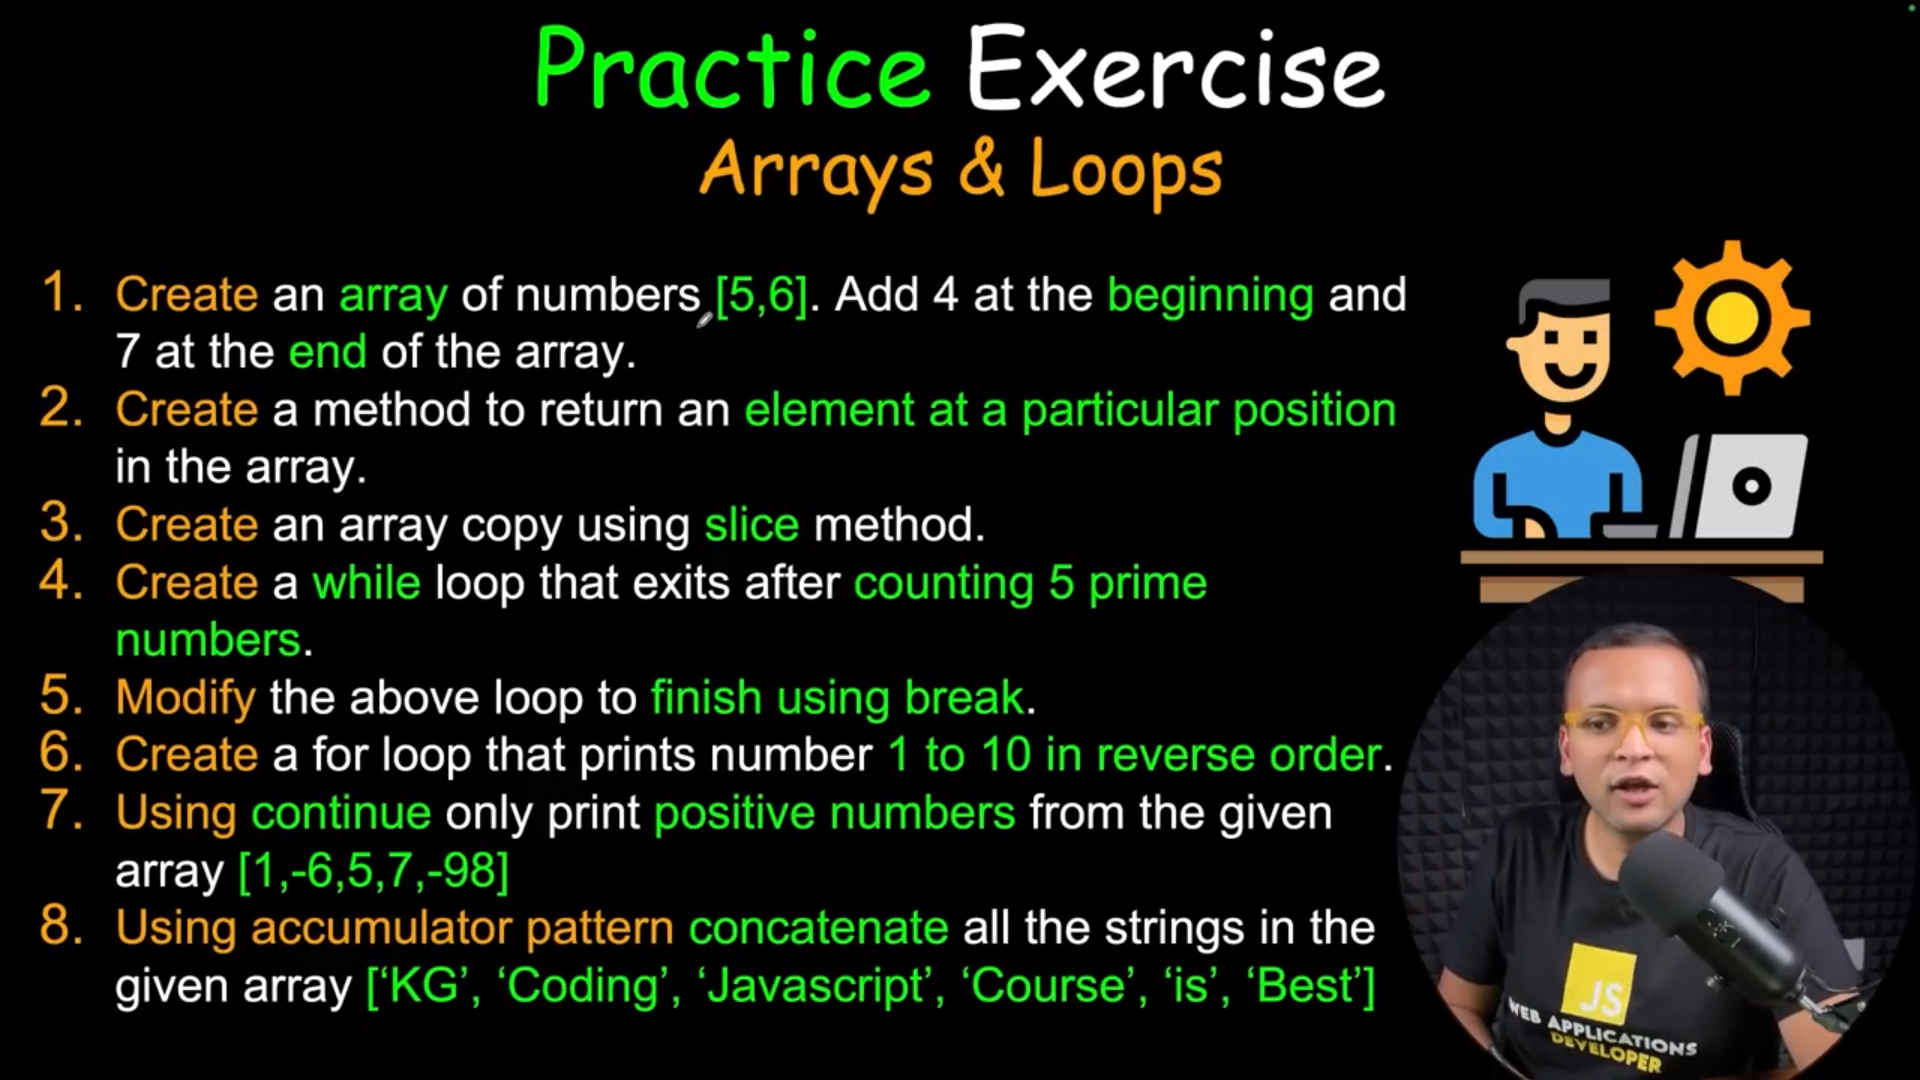 Practice Exercise
Arrays & Loops
1. Create an array of numbers [5,6]. Add 4 at the beginning and
7 at the end of the array.
2. Create a method to return an element at a particular position
in the array.
3. Create an array copy using slice method.
4. Create a while loop that exits after counting 5 prime
numbers.
5. Modify the above loop to finish using break.
6. Create a for loop that prints number 1 to 10 in reverse order.
7. Using continue only print positive numbers from the given
array [1,-6,5,7,-98]
8. Using accumulator pattern concatenate all the strings in the
given array [‘KG’, ‘Coding’, ‘Javascript’, ‘Course’, ‘is’, ‘Best’]
JS
WEB APPLICATIONS
DEVELOPER